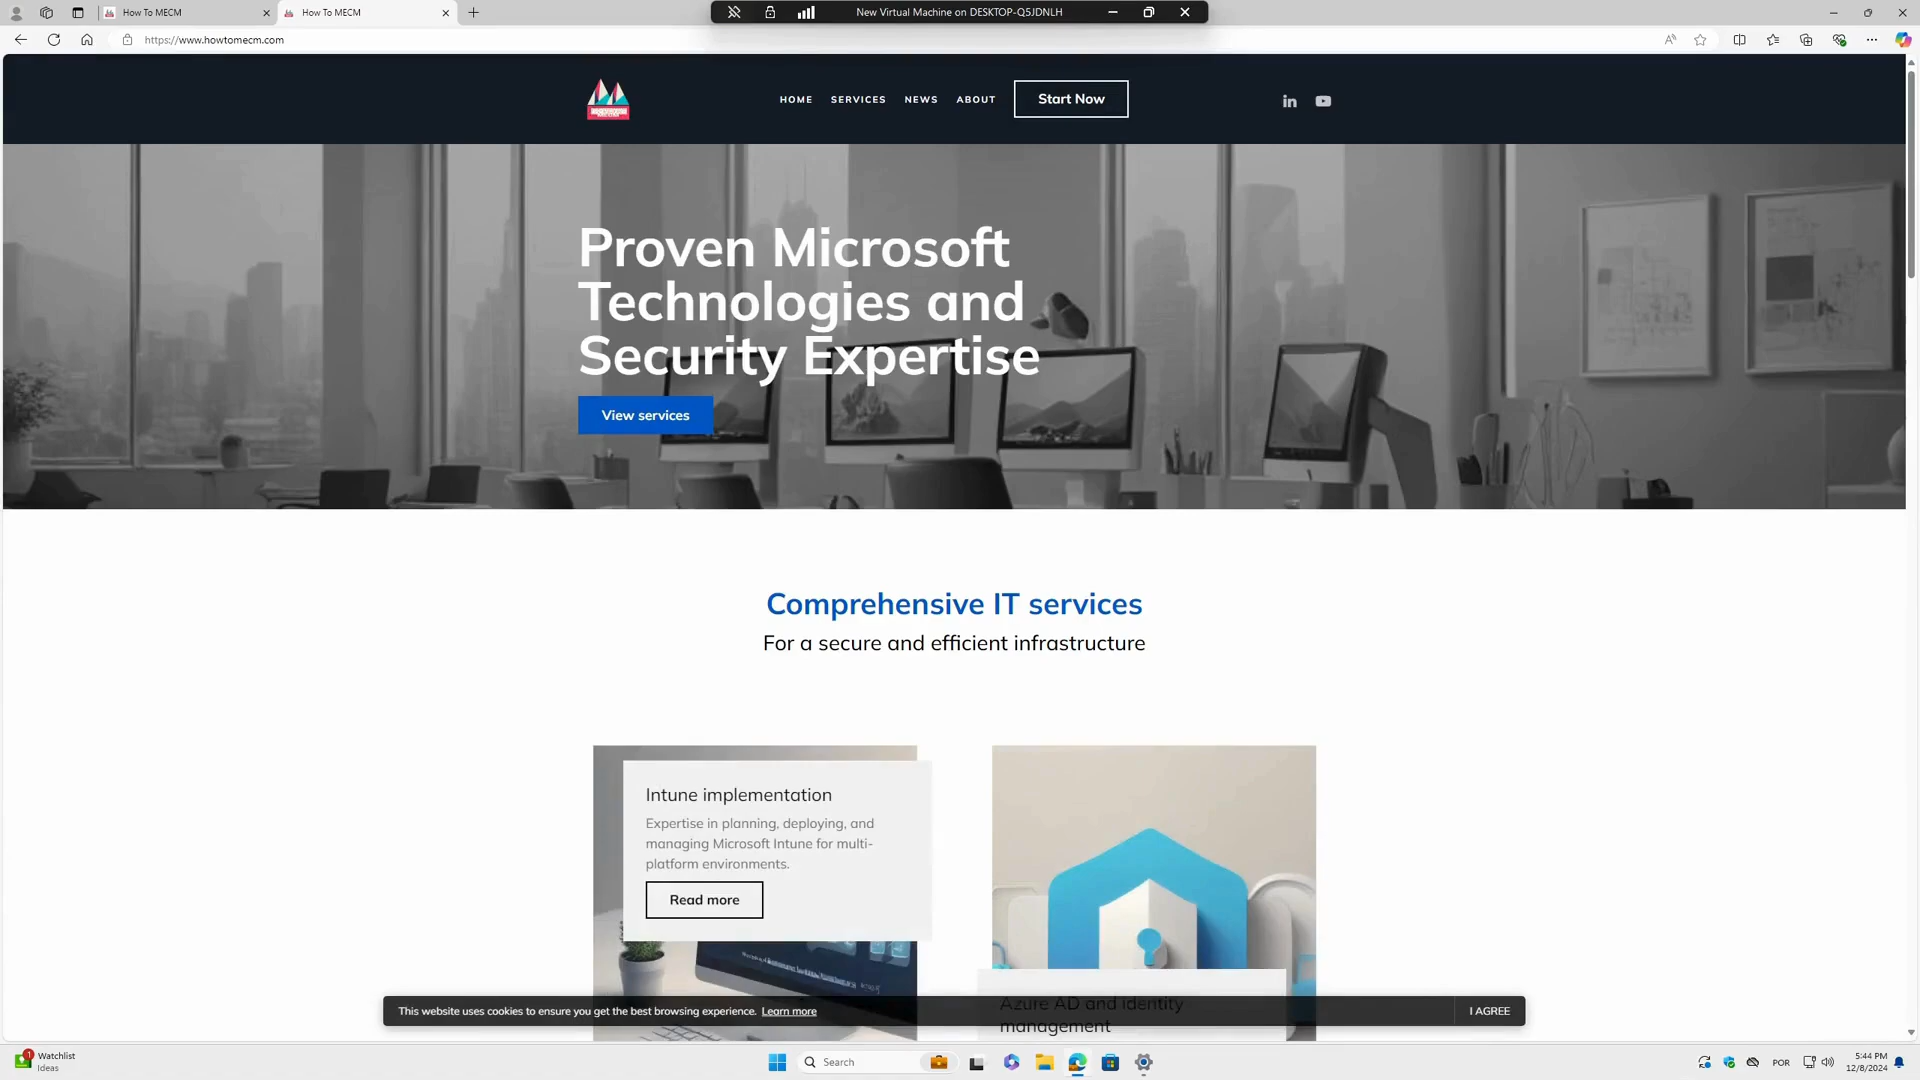 How To MECM
How To MECM
New Virtual Machine on DESKTOP-Q5JDNLH
https://www.howtomecm.com
HOME
SERVICES
NEWS
ABOUT
Start Now
Proven Microsoft
Technologies and
Security Expertise
View services
Comprehensive IT services
For a secure and efficient infrastructure
Intune implementation
Expertise in planning, deploying, and
managing Microsoft Intune for multi-
platform environments.
Read more
Azure AD and identity
management
This website uses cookies to ensure you get the best browsing experience. Learn more
I AGREE
1
Watchlist
Ideas
Search
POR
5:44 PM
12/8/2024